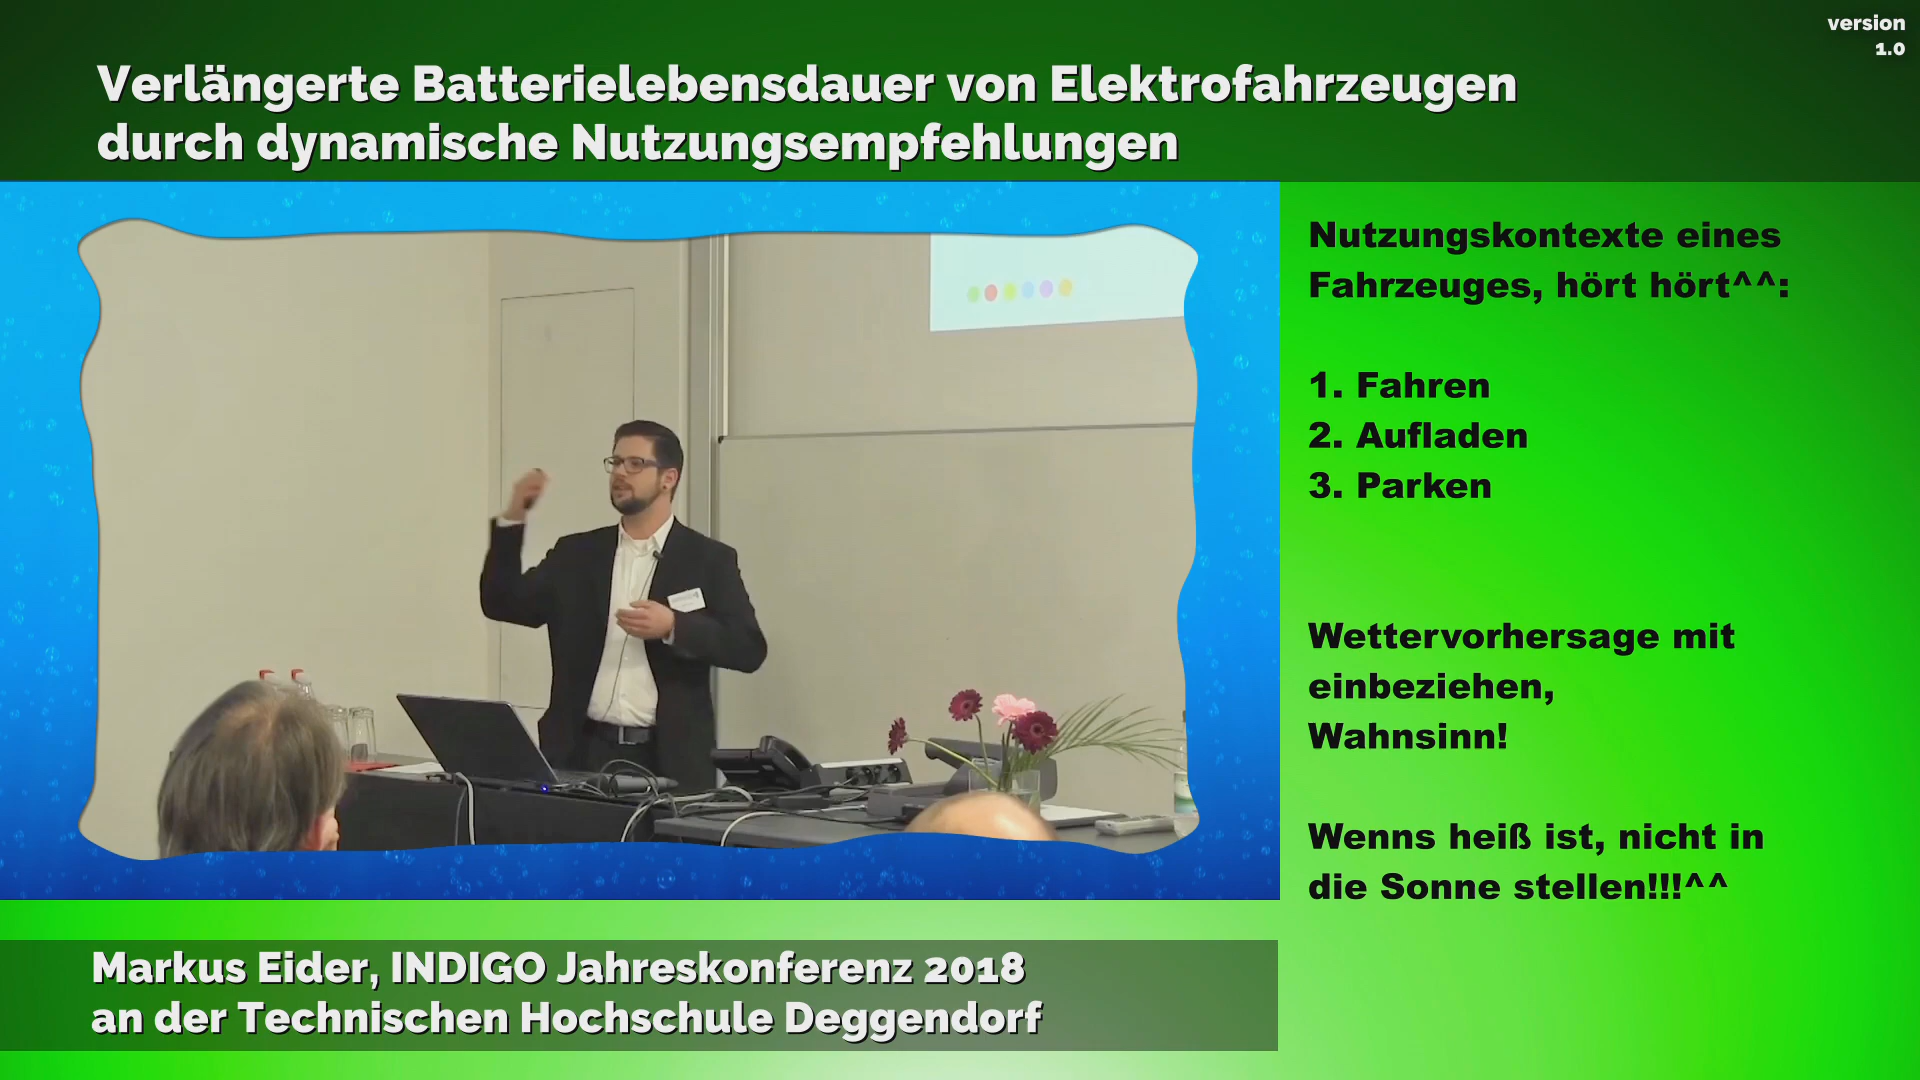 version
1.0
Verlängerte Batterielebensdauer von Elektrofahrzeugen
durch dynamische Nutzungsempfehlungen
Nutzungskontexte eines
Fahrzeuges, hört hört^^:
1. Fahren
2. Aufladen
3. Parken
Wettervorhersage mit
einbeziehen,
Wahnsinn!
Wenns heiß ist, nicht in
die Sonne stellen!!!^^
Markus Eider, INDIGO Jahreskonferenz 2018
an der Technischen Hochschule Deggendorf